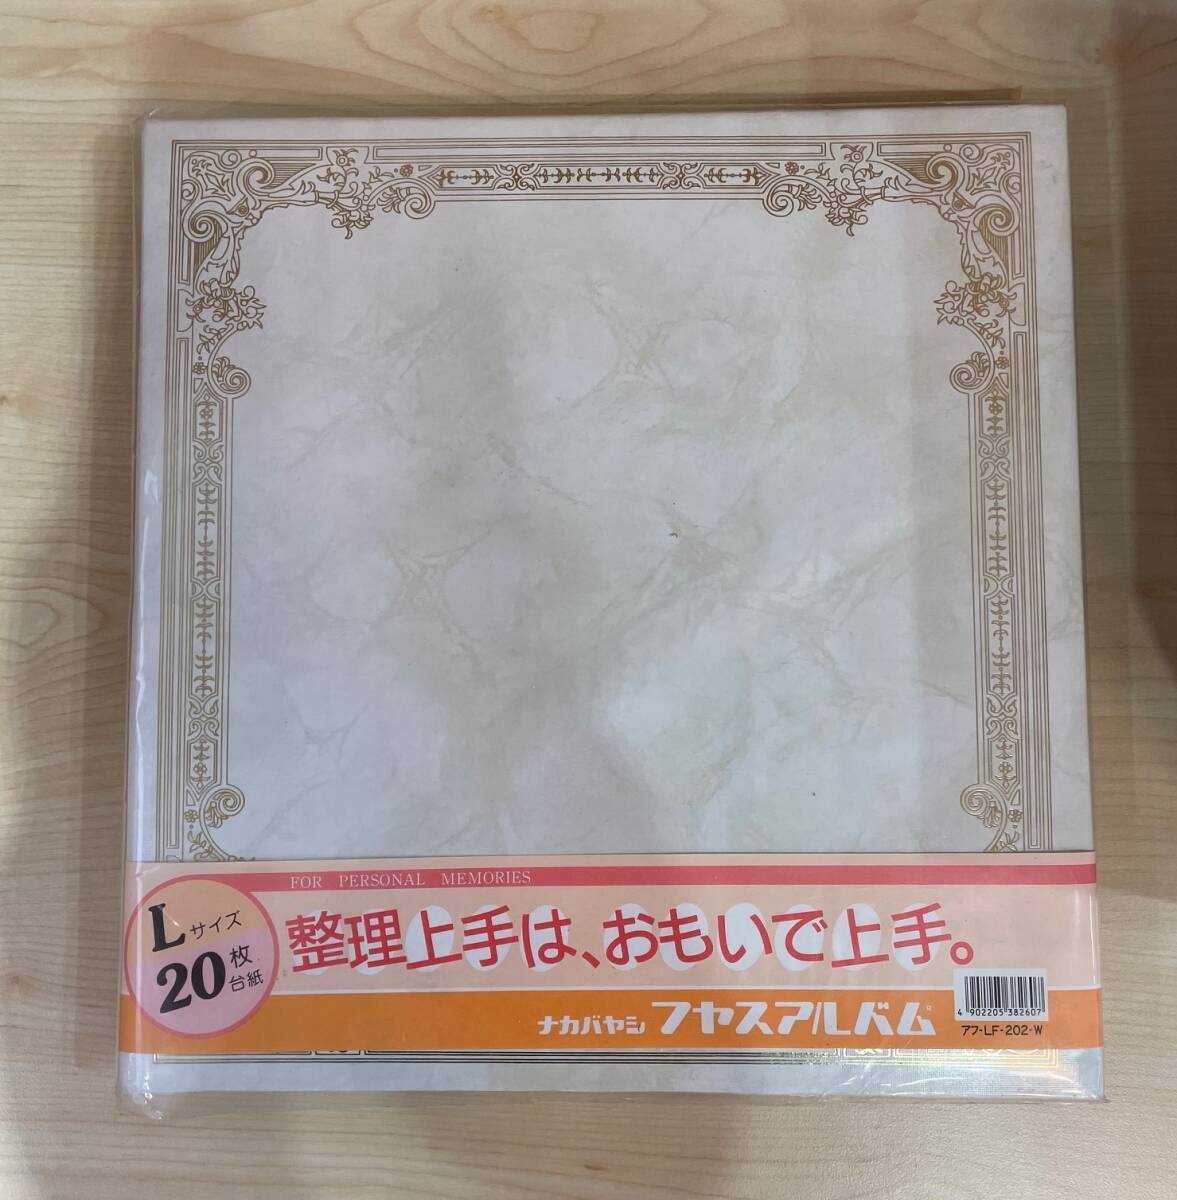 FOR PERSONAL MEMORIES
Lサイズ
20枚
台紙
整理上手は、おもいで上手。
ナカバヤシ フヤスアルバム®
4 902205 382607
アフ-LF-202-W